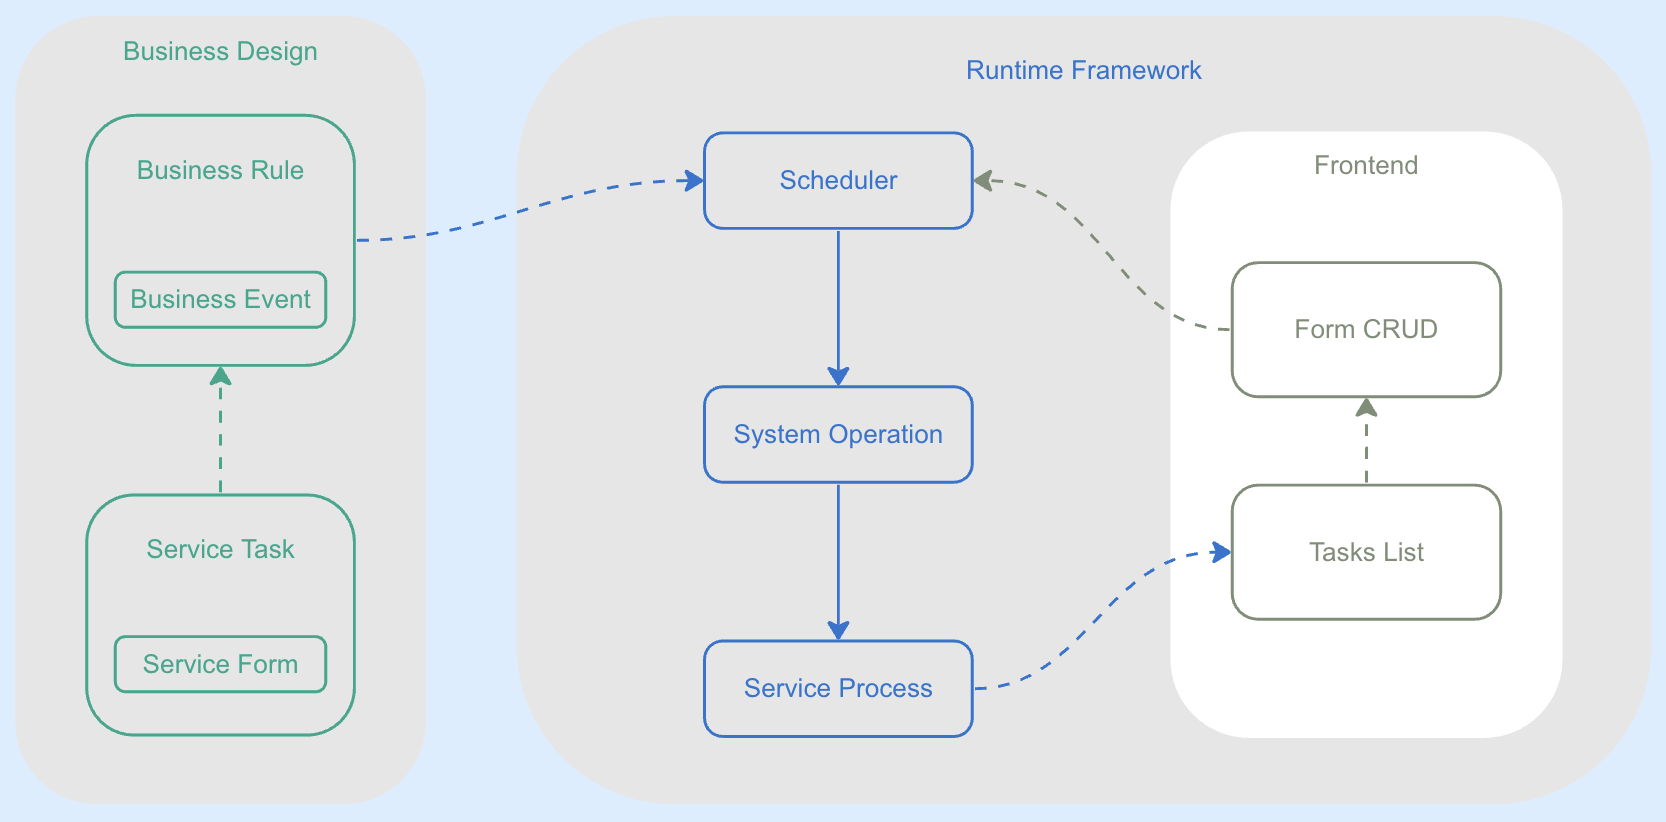 Business Design
Business Rule
Business Event
Service Task
Service Form
Runtime Framework
Scheduler
System Operation
Service Process
Frontend
Form CRUD
Tasks List